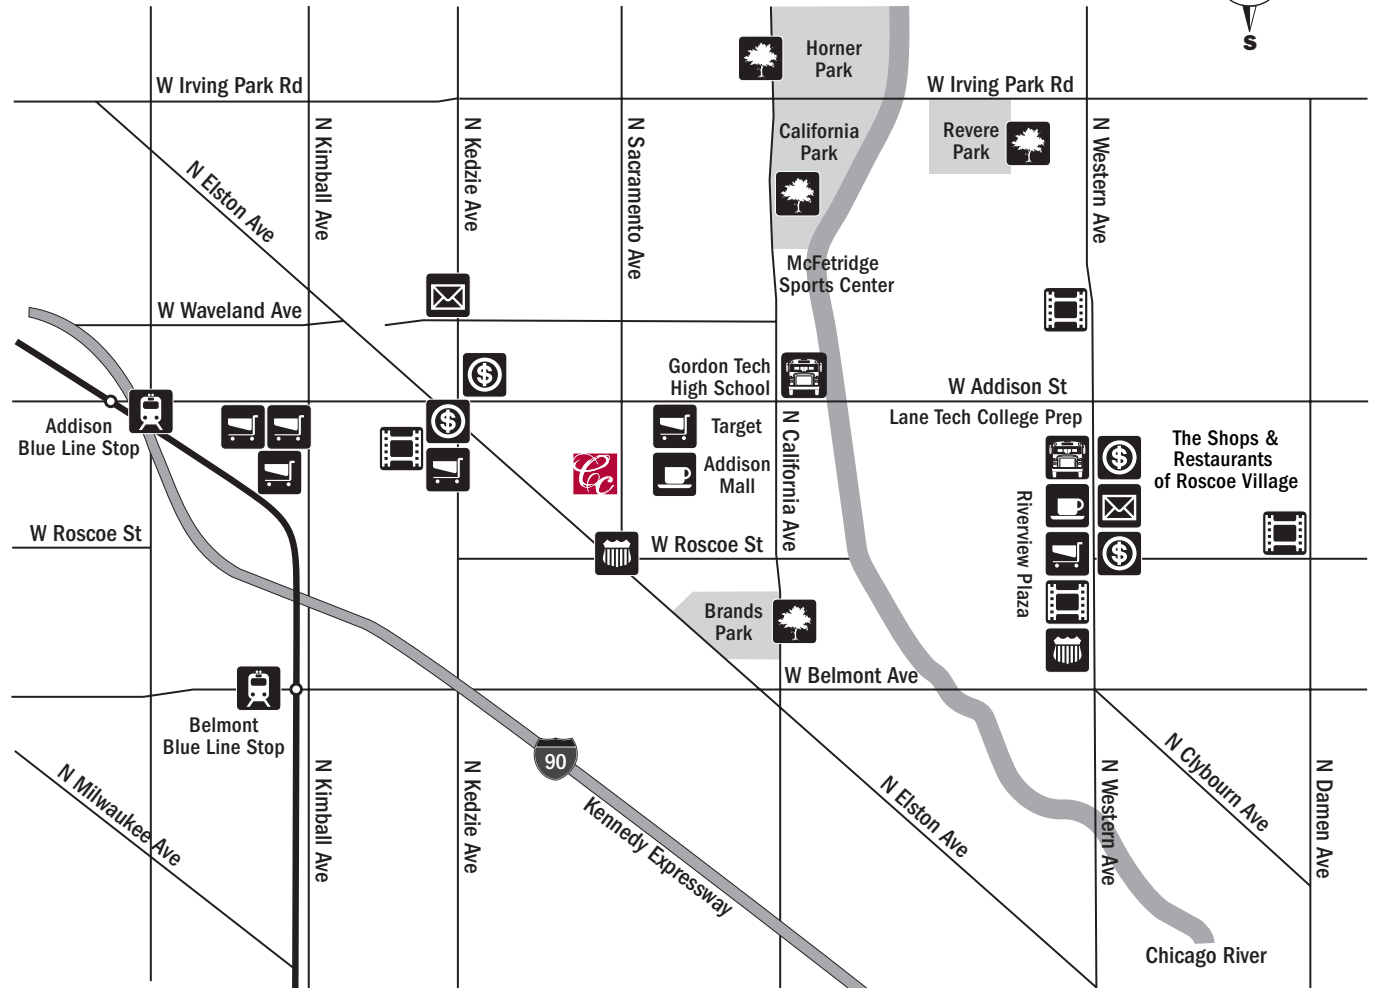 S
Horner
Park
W Irving Park Rd
W Irving Park Rd
California
Park
Revere
Park
N Kimball Ave
N Kedzie Ave
N Sacramento Ave
N Western Ave
N Elston Ave
McFetridge
Sports Center
W Waveland Ave
Gordon Tech
High School
W Addison St
$
Addison
Blue Line Stop
$
Target
Addison
Mall
Cc
N California Ave
Lane Tech College Prep
$
The Shops &
Restaurants
of Roscoe Village
Riverview Plaza
$
W Roscoe St
W Roscoe St
Brands
Park
W Belmont Ave
Belmont
Blue Line Stop
90
N Milwaukee Ave
N Kimball Ave
N Kedzie Ave
Kennedy Expressway
N Elston Ave
N Western Ave
N Clybourn Ave
N Damen Ave
Chicago River